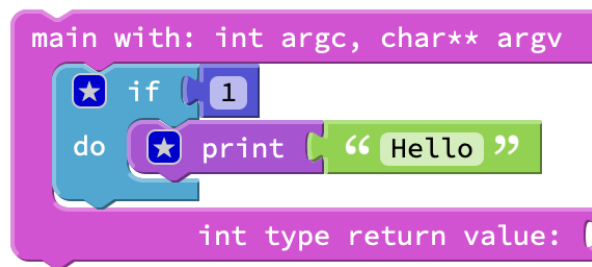 main with: int argc, char** argv
if 1
do print “ Hello ”
int type return value: